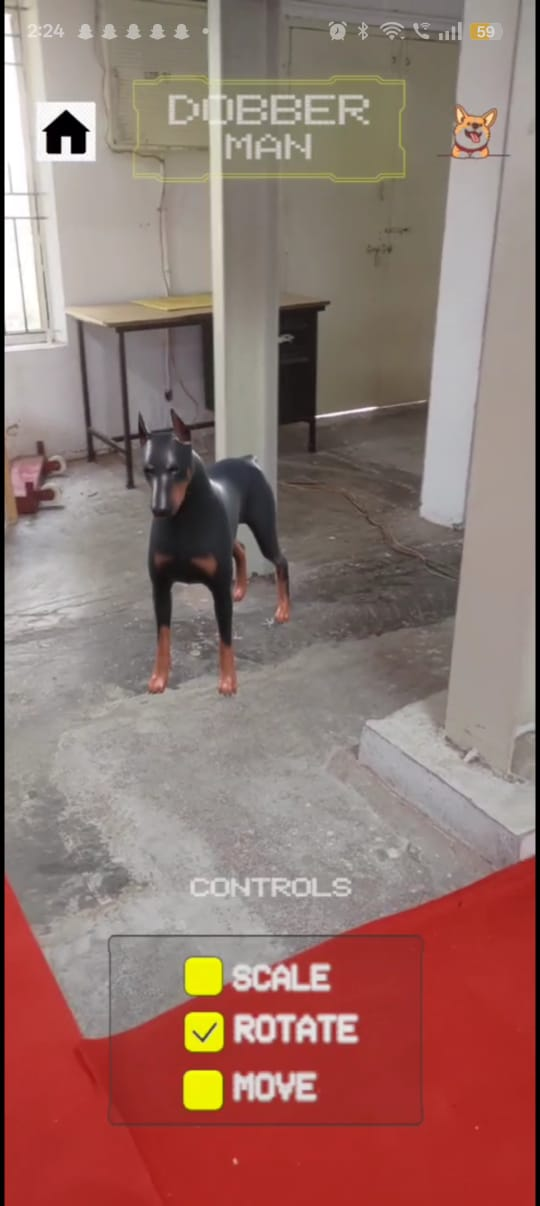 2:24
59
DOBBER
MAN
CONTROLS
SCALE
ROTATE
MOVE